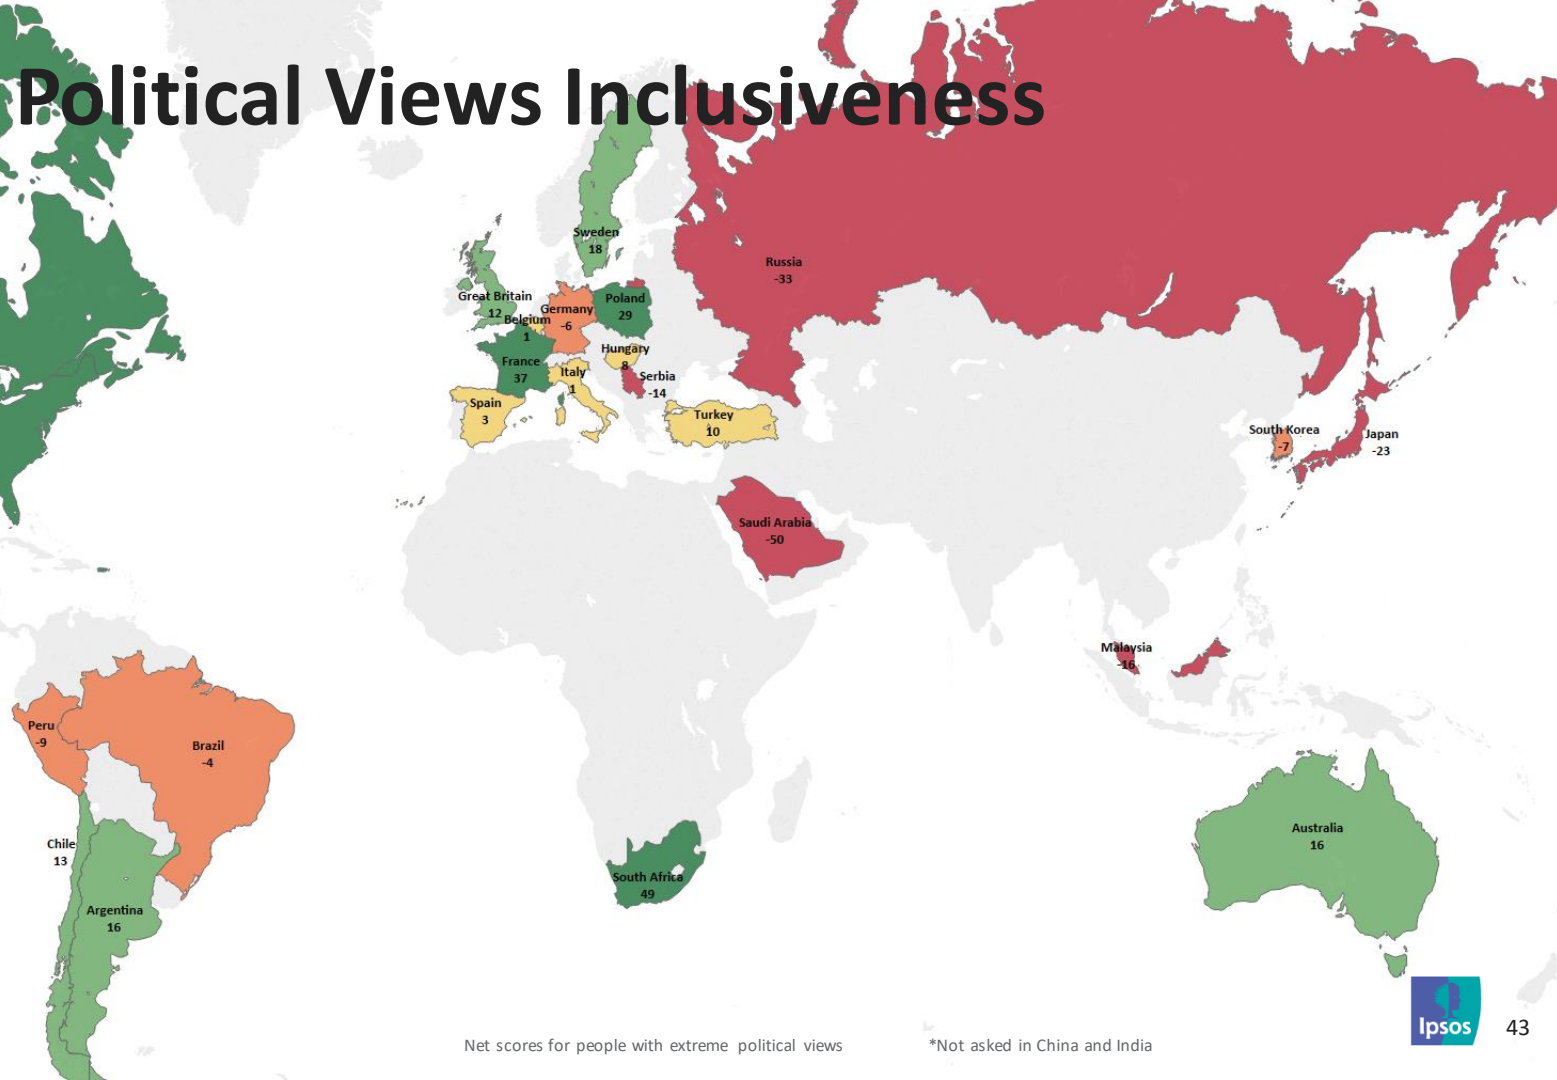 Political Views Inclusiveness
Sweden
18
Russia
-33
Great Britain
12
Belgium
1
Germany
-6
Poland
29
France
37
Hungary
8
Italy
1
Serbia
-14
Spain
3
Turkey
10
South Korea
-7
Japan
-23
Saudi Arabia
-50
Malaysia
-16
Peru
-9
Brazil
-4
Chile
13
Argentina
16
South Africa
49
Australia
16
Net scores for people with extreme political views
*Not asked in China and India
Ipsos
43